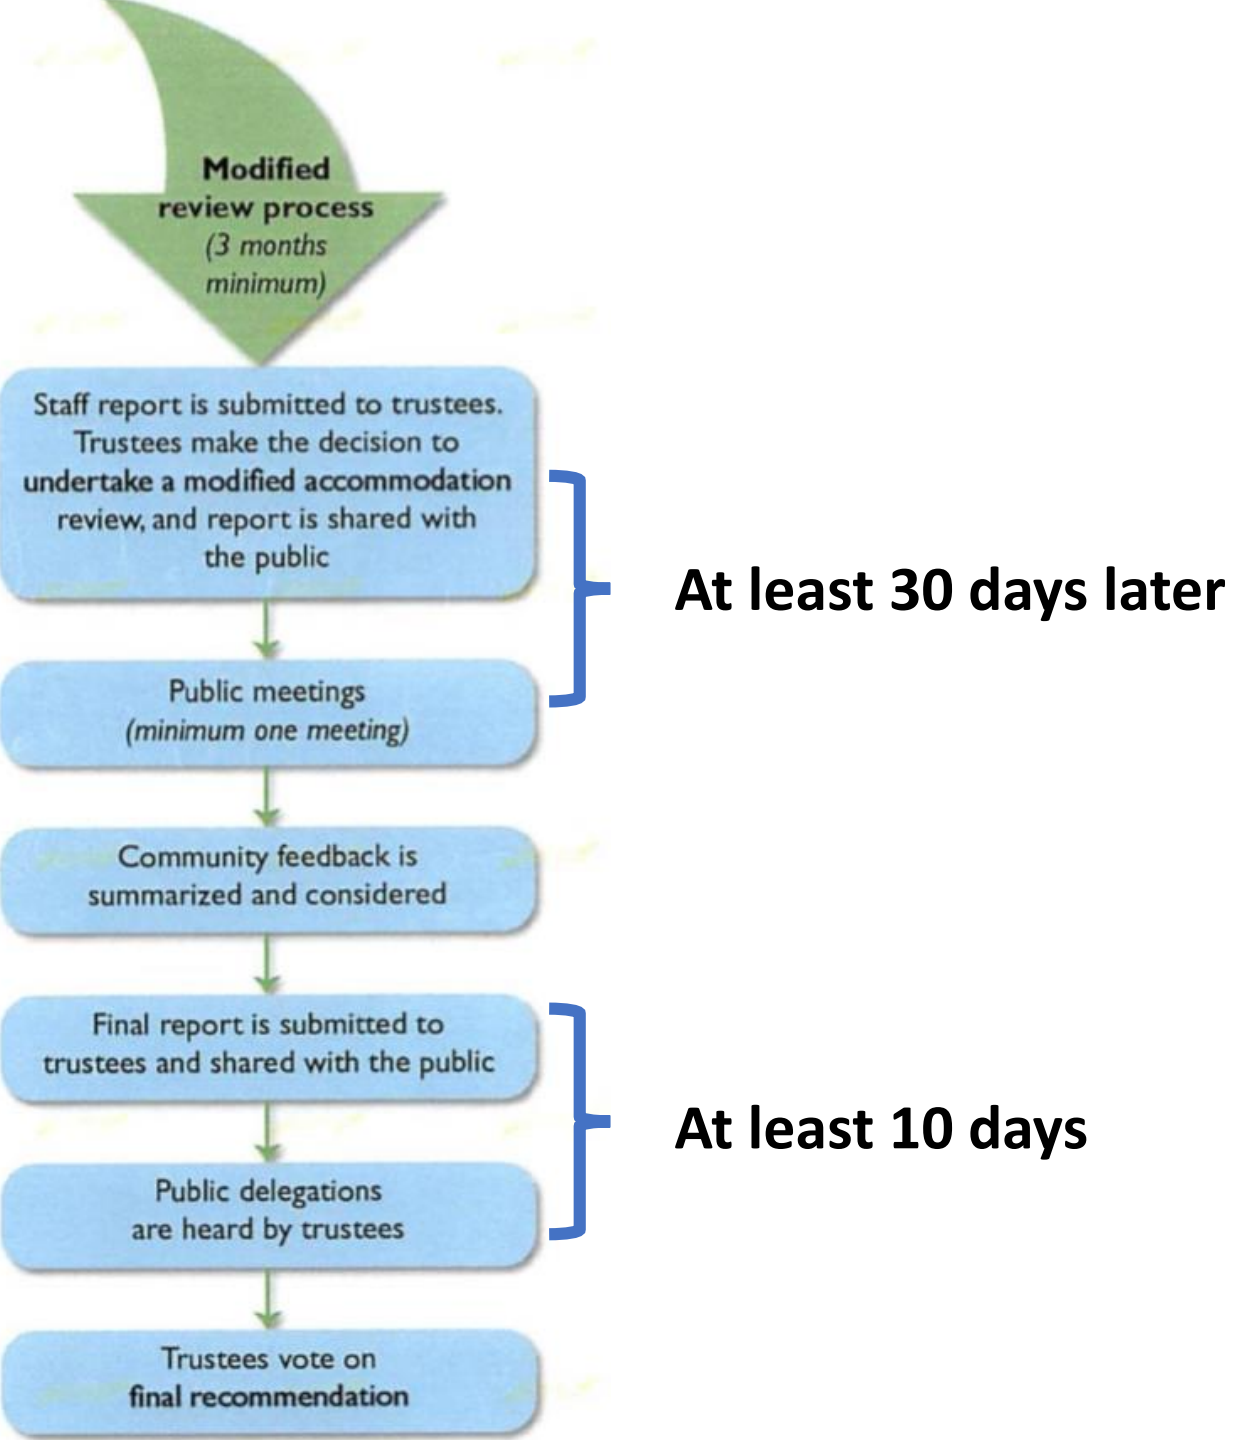 Modified
review process
(3 months
minimum)
Staff report is submitted to trustees.
Trustees make the decision to
undertake a modified accommodation
review, and report is shared with
the public
At least 30 days later
Public meetings
(minimum one meeting)
Community feedback is
summarized and considered
Final report is submitted to
trustees and shared with the public
At least 10 days
Public delegations
are heard by trustees
Trustees vote on
final recommendation